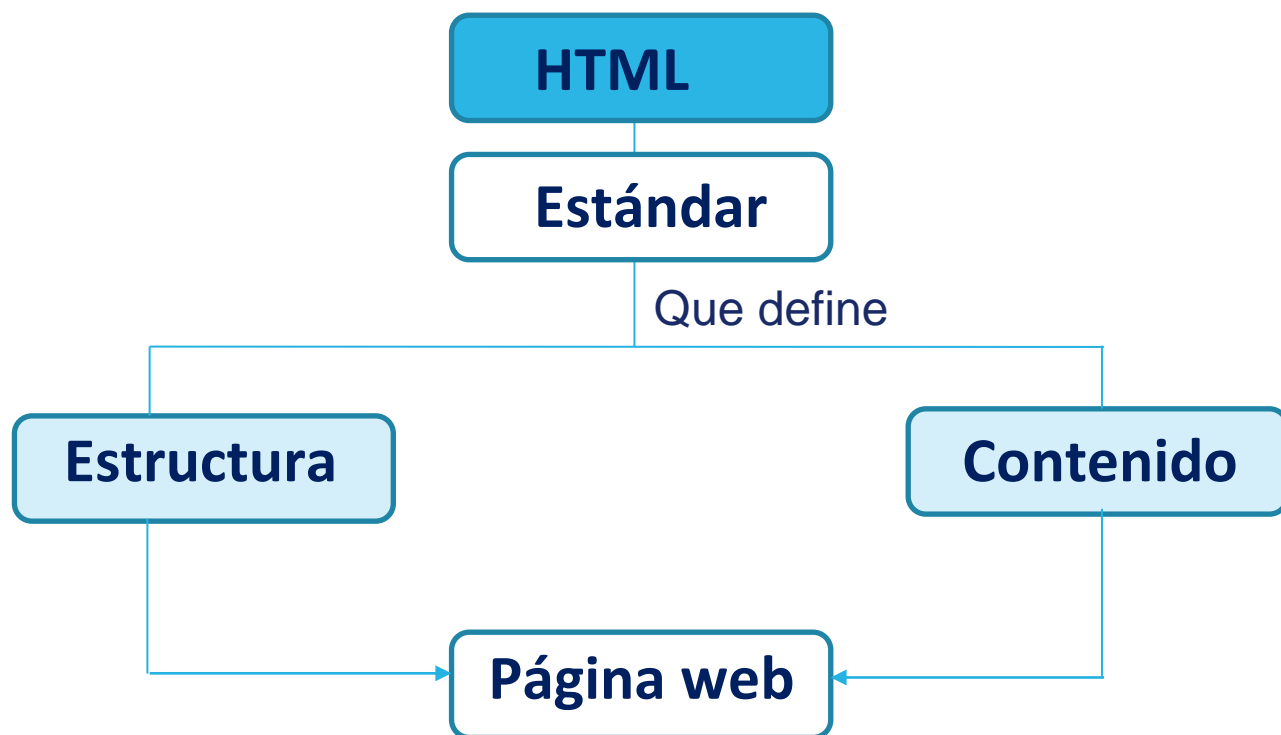 HTML
Estándar
Que define
Estructura
Contenido
Página web